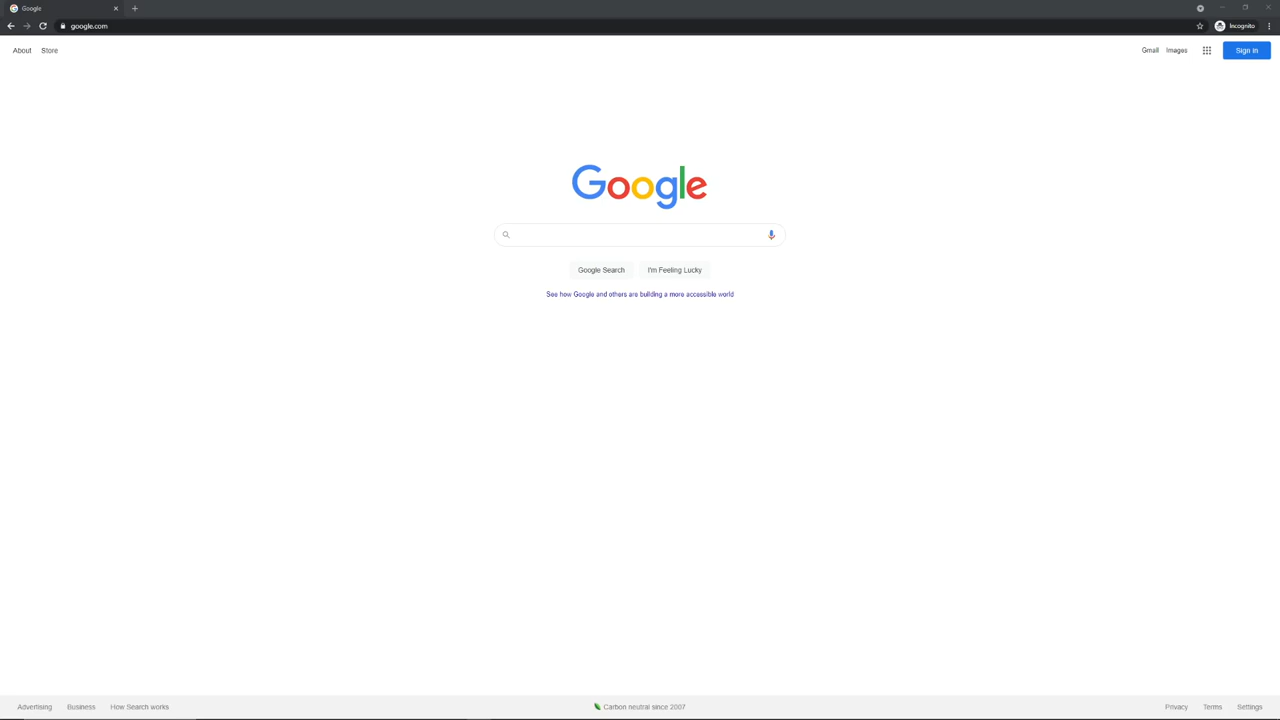 Google
google.com
Incognito
About Store
Gmail Images Sign in
Google
Google Search I'm Feeling Lucky
See how Google and others are building a more accessible world
Advertising Business How Search works Carbon neutral since 2007 Privacy Terms Settings